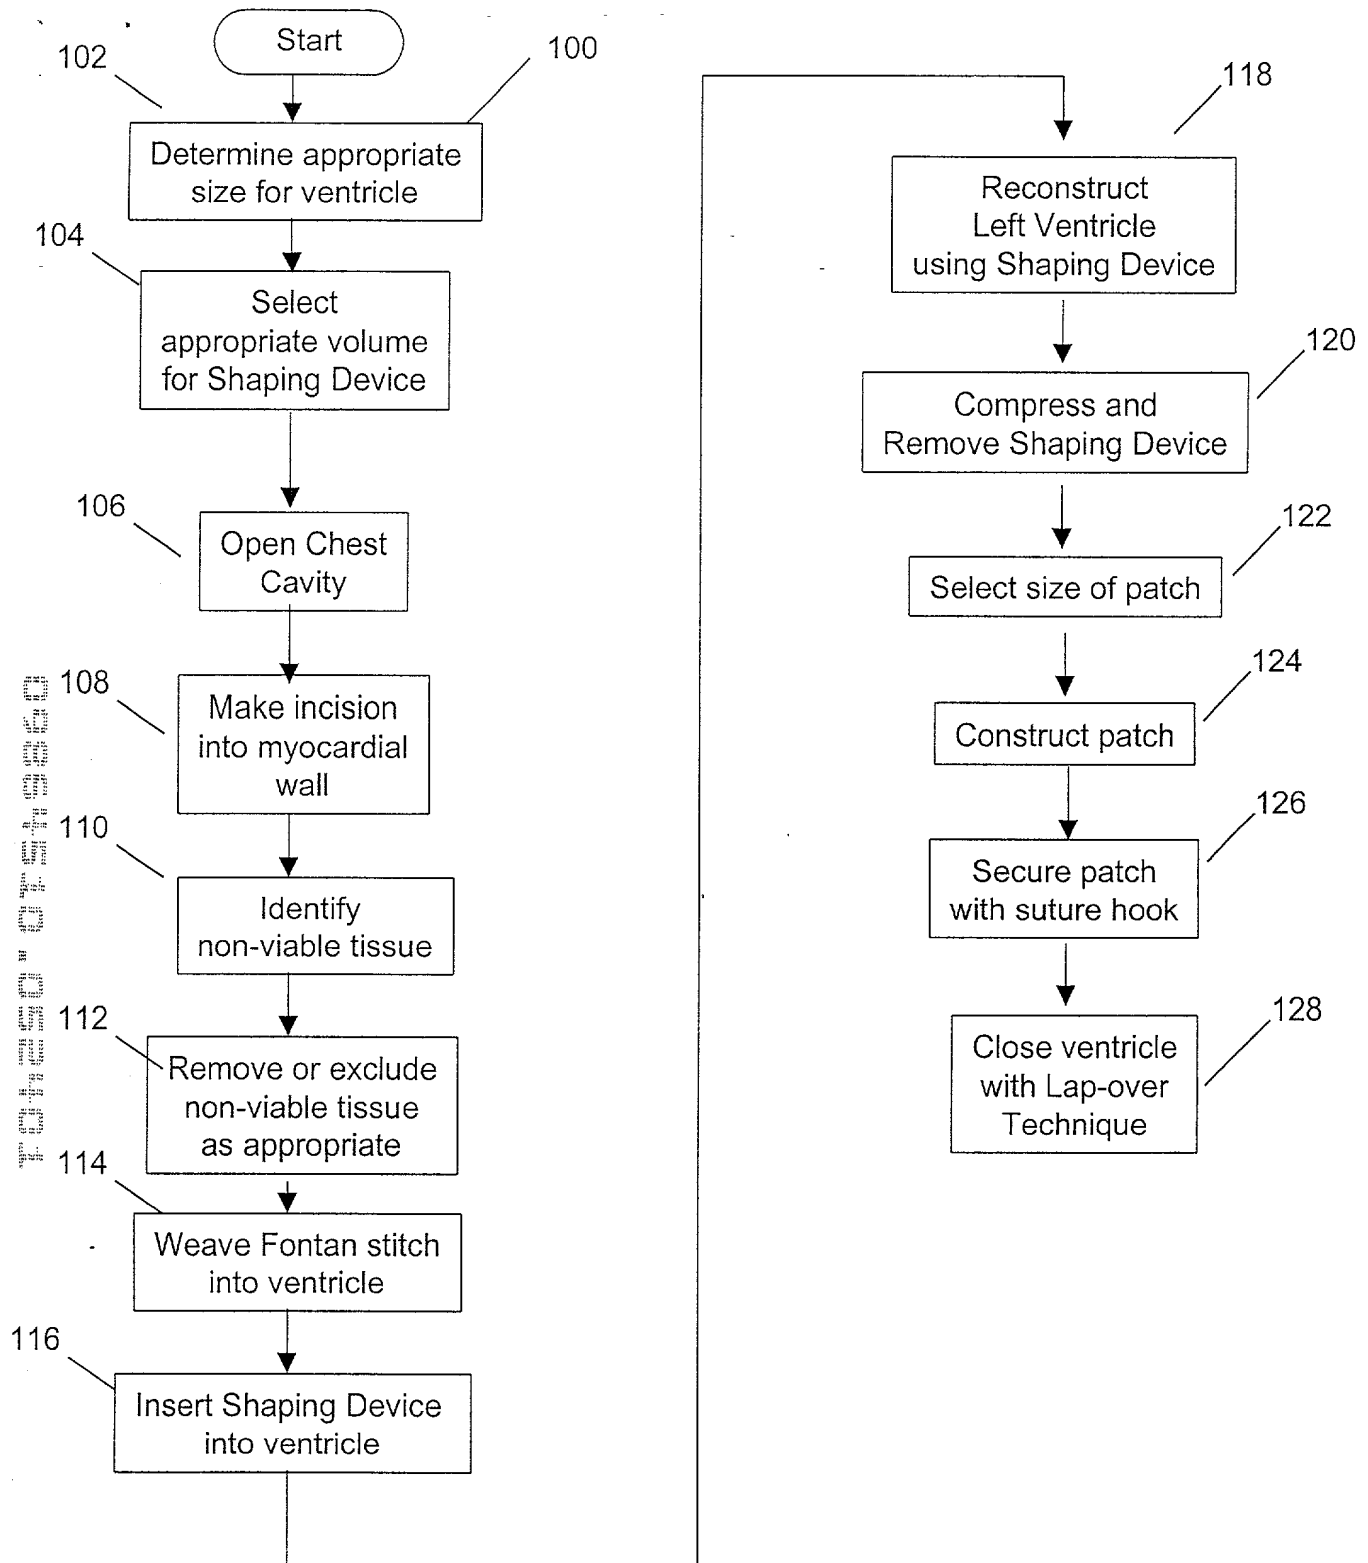 Start
100
102
Determine appropriate
size for ventricle
104
Select
appropriate volume
for Shaping Device
106
Open Chest
Cavity
108
Make incision
into myocardial
wall
110
Identify
non-viable tissue
112
Remove or exclude
non-viable tissue
as appropriate
114
Weave Fontan stitch
into ventricle
116
Insert Shaping Device
into ventricle
118
Reconstruct
Left Ventricle
using Shaping Device
120
Compress and
Remove Shaping Device
122
Select size of patch
124
Construct patch
126
Secure patch
with suture hook
128
Close ventricle
with Lap-over
Technique